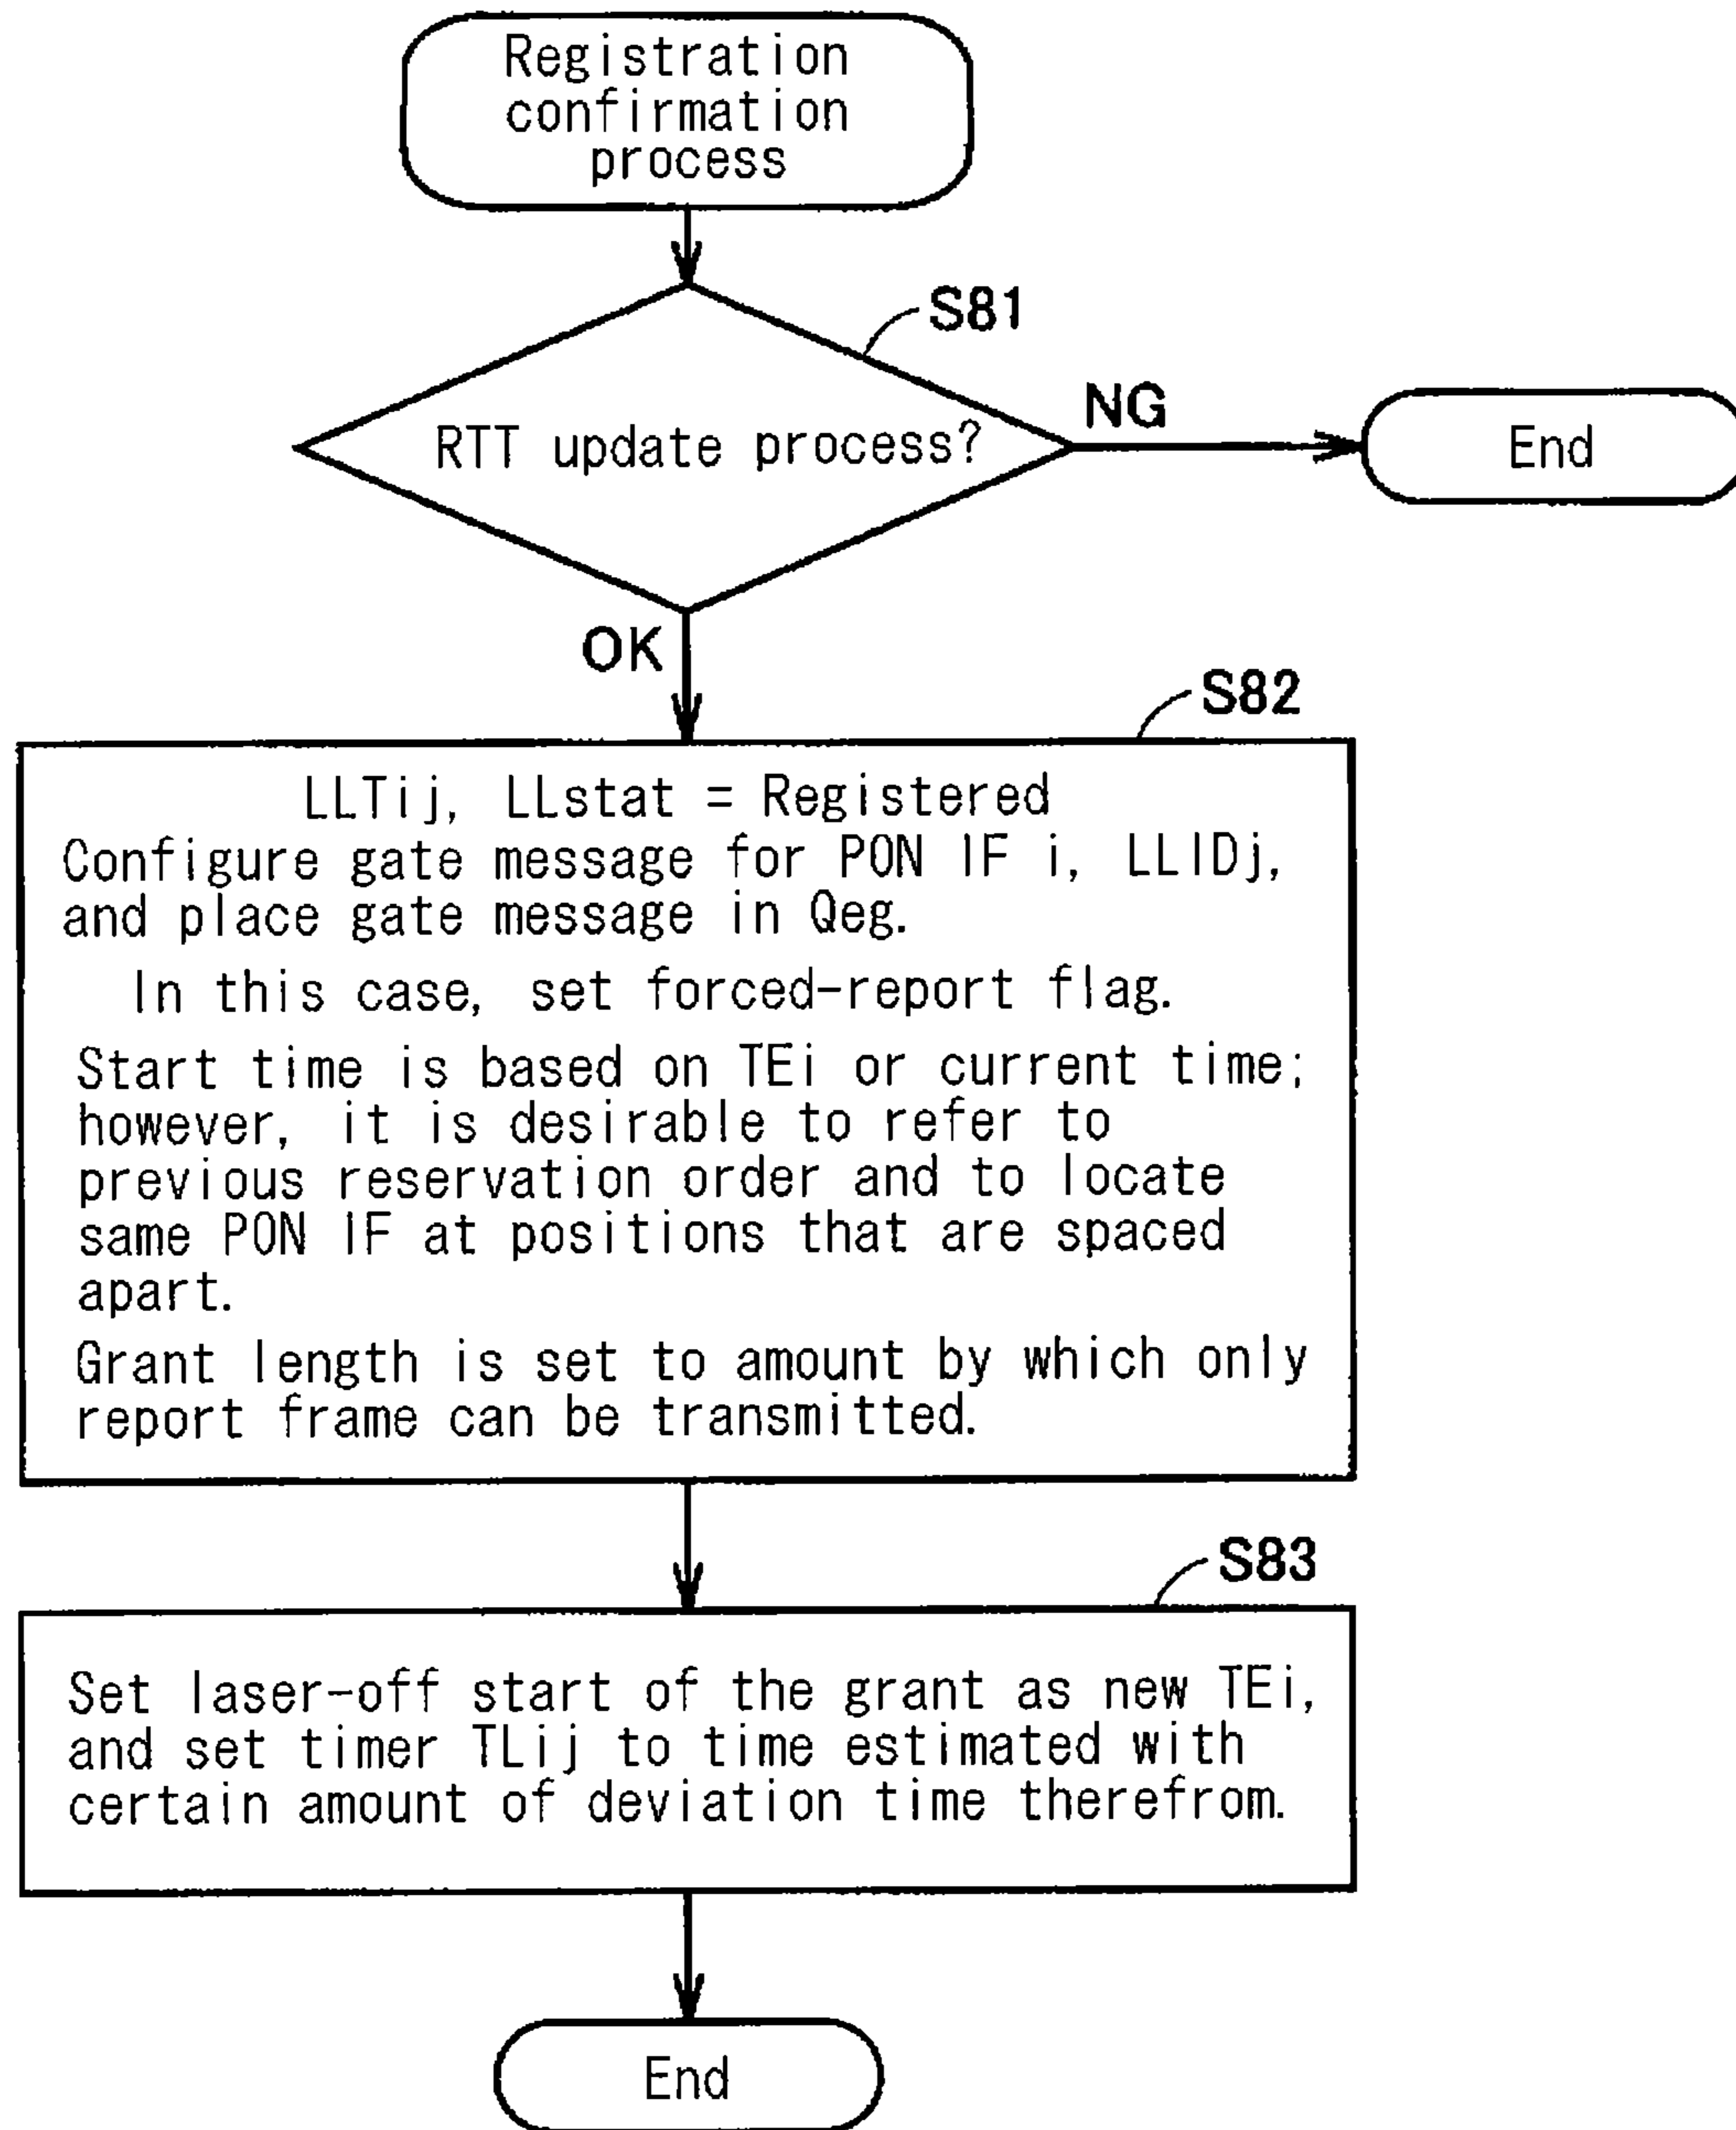 Registration
confirmation
process
S81
RTT update process?
NG
End
OK
S82
LLTij, LLstat = Registered
Configure gate message for PON IF i, LLIDj,
and place gate message in Qeg.
In this case, set forced-report flag.
Start time is based on TEi or current time;
however, it is desirable to refer to
previous reservation order and to locate
same PON IF at positions that are spaced
apart.
Grant length is set to amount by which only
report frame can be transmitted.
S83
Set laser-off start of the grant as new TEi,
and set timer TLij to time estimated with
certain amount of deviation time therefrom.
End